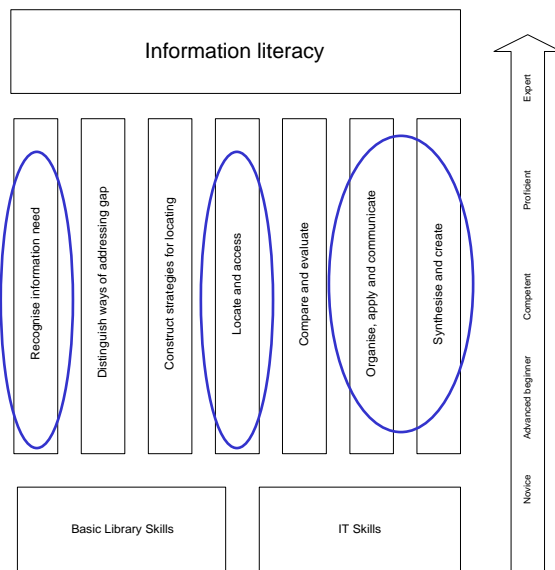 Information literacy
Recognise information need
Distinguish ways of addressing gap
Construct strategies for locating
Locate and access
Compare and evaluate
Organise, apply and communicate
Synthesise and create
Expert
Proficient
Competent
Advanced beginner
Novice
Basic Library Skills
IT Skills